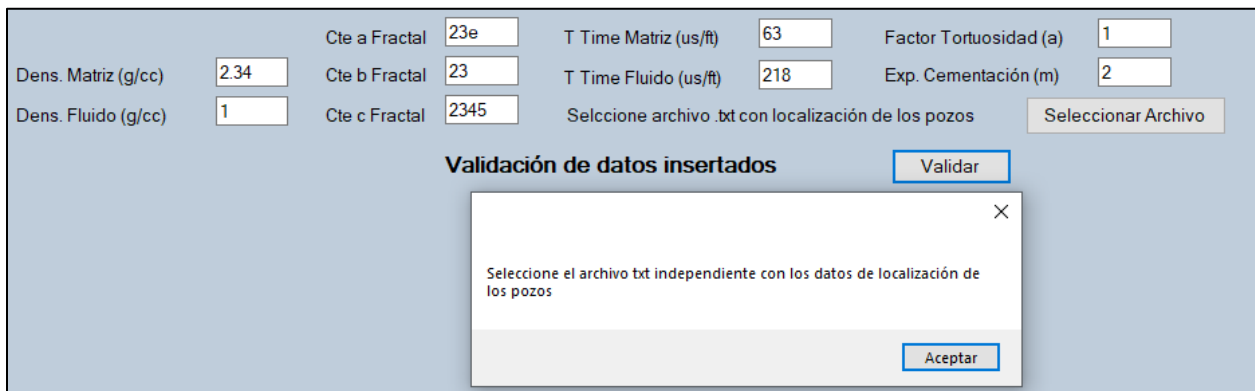 Cte a Fractal 23e T Time Matriz (us/ft) 63 Factor Tortuosidad (a) 1
Dens. Matriz (g/cc) 2.34 Cte b Fractal 23 T Time Fluido (us/ft) 218 Exp. Cementación (m) 2
Dens. Fluido (g/cc) 1 Cte c Fractal 2345 Selccione archivo .txt con localización de los pozos Seleccionar Archivo
Validación de datos insertados Validar
Seleccione el archivo txt independiente con los datos de localización de
los pozos
Aceptar